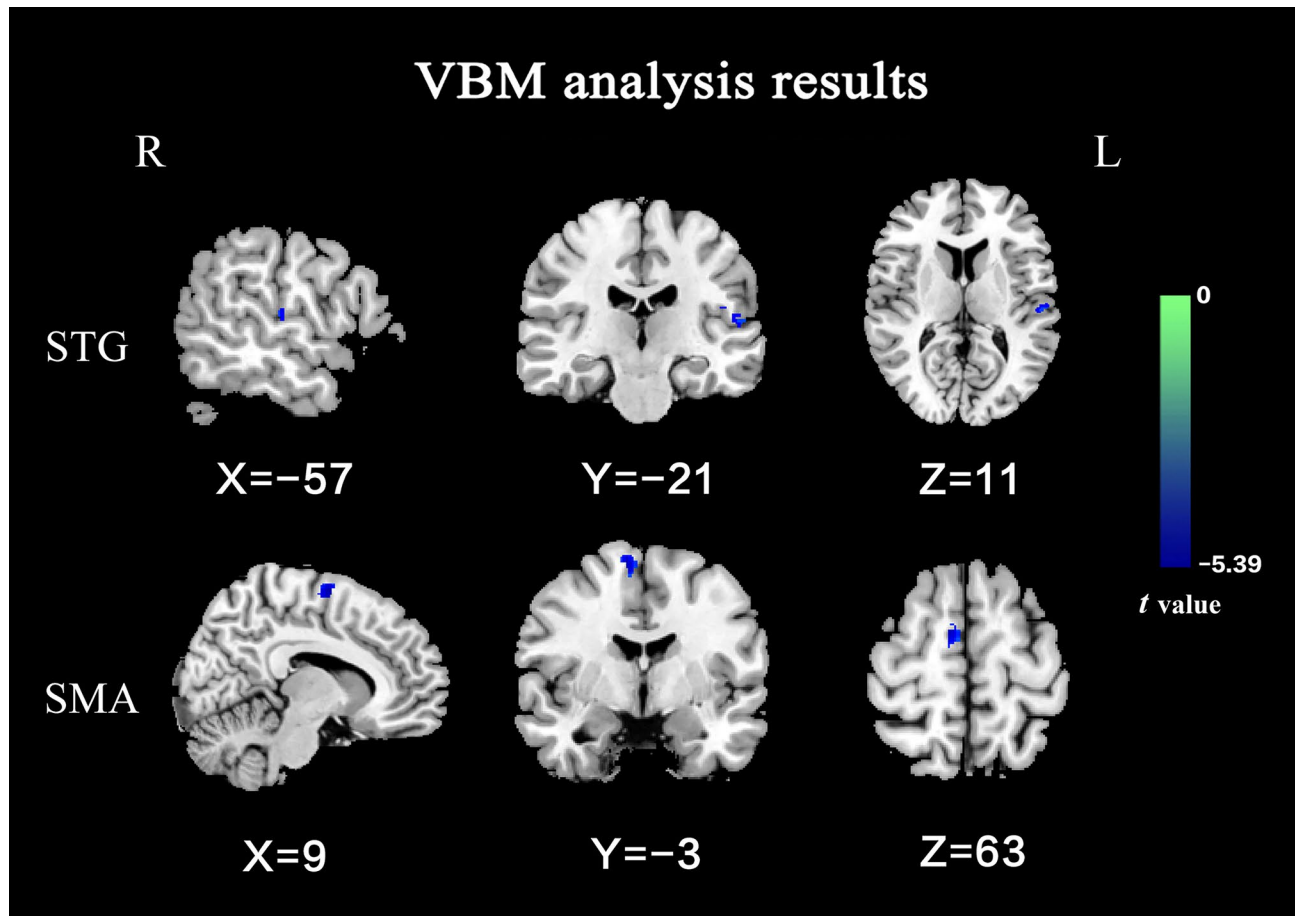 VBM analysis results
R
L
STG
X=−57
Y=−21
Z=11
0
−5.39
t value
SMA
X=9
Y=−3
Z=63